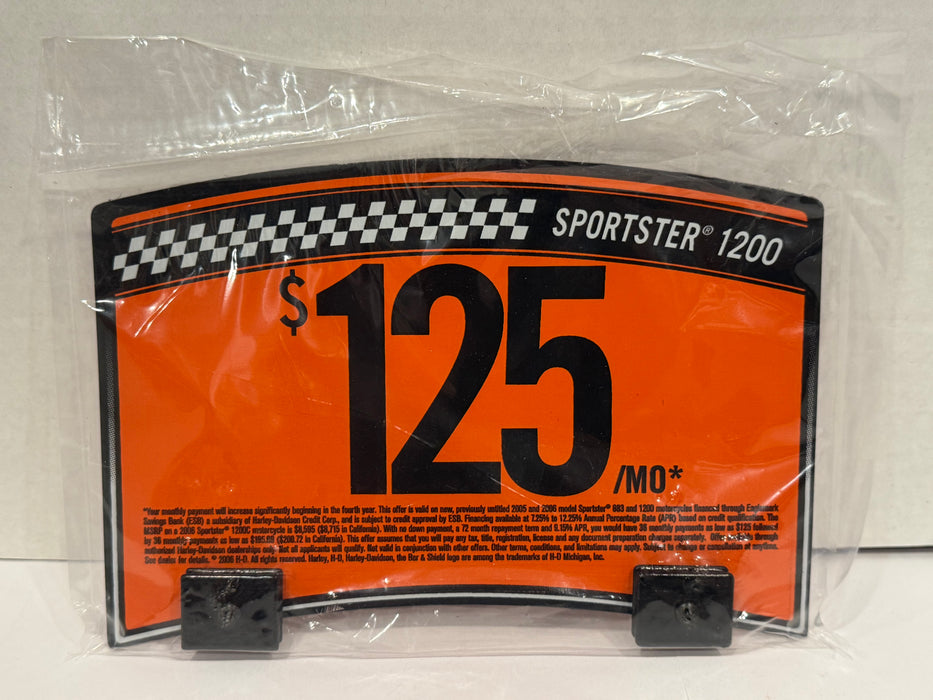 SPORTSTER® 1200
$125/MO*
*Your monthly payment will increase significantly beginning in the fourth year. This offer is valid on new, previously untitled 2005 and 2006 model Sportster® 883 and 1200 motorcycles financed through Eaglemark
Savings Bank (ESB) a subsidiary of Harley-Davidson Credit Corp., and is subject to credit approval by ESB. Financing available at 7.25% to 12.25% Annual Percentage Rate (APR) based on credit qualification. The
MSRP on a 2006 Sportster® 1200C motorcycle is $8,595 ($8,715 in California). With no down payment, a 72 month repayment term, and 8.15% APR, you would have 36 monthly payments as low as $125 followed
by 36 monthly payments as low as ($200.72 in California). This offer assumes that you will pay any tax, title, registration, license and any document preparation charges separately. Offer available through
authorized Harley-Davidson dealerships only. Not all applicants will qualify. Not valid in conjunction with other offers. Other terms, conditions, and limitations may apply. Subject to change or cancellation at anytime.
See dealer for details. © 2006 H-D. All rights reserved. Harley, H-D, Harley-Davidson, the Bar & Shield logo are among the trademarks of H-D Michigan, Inc.